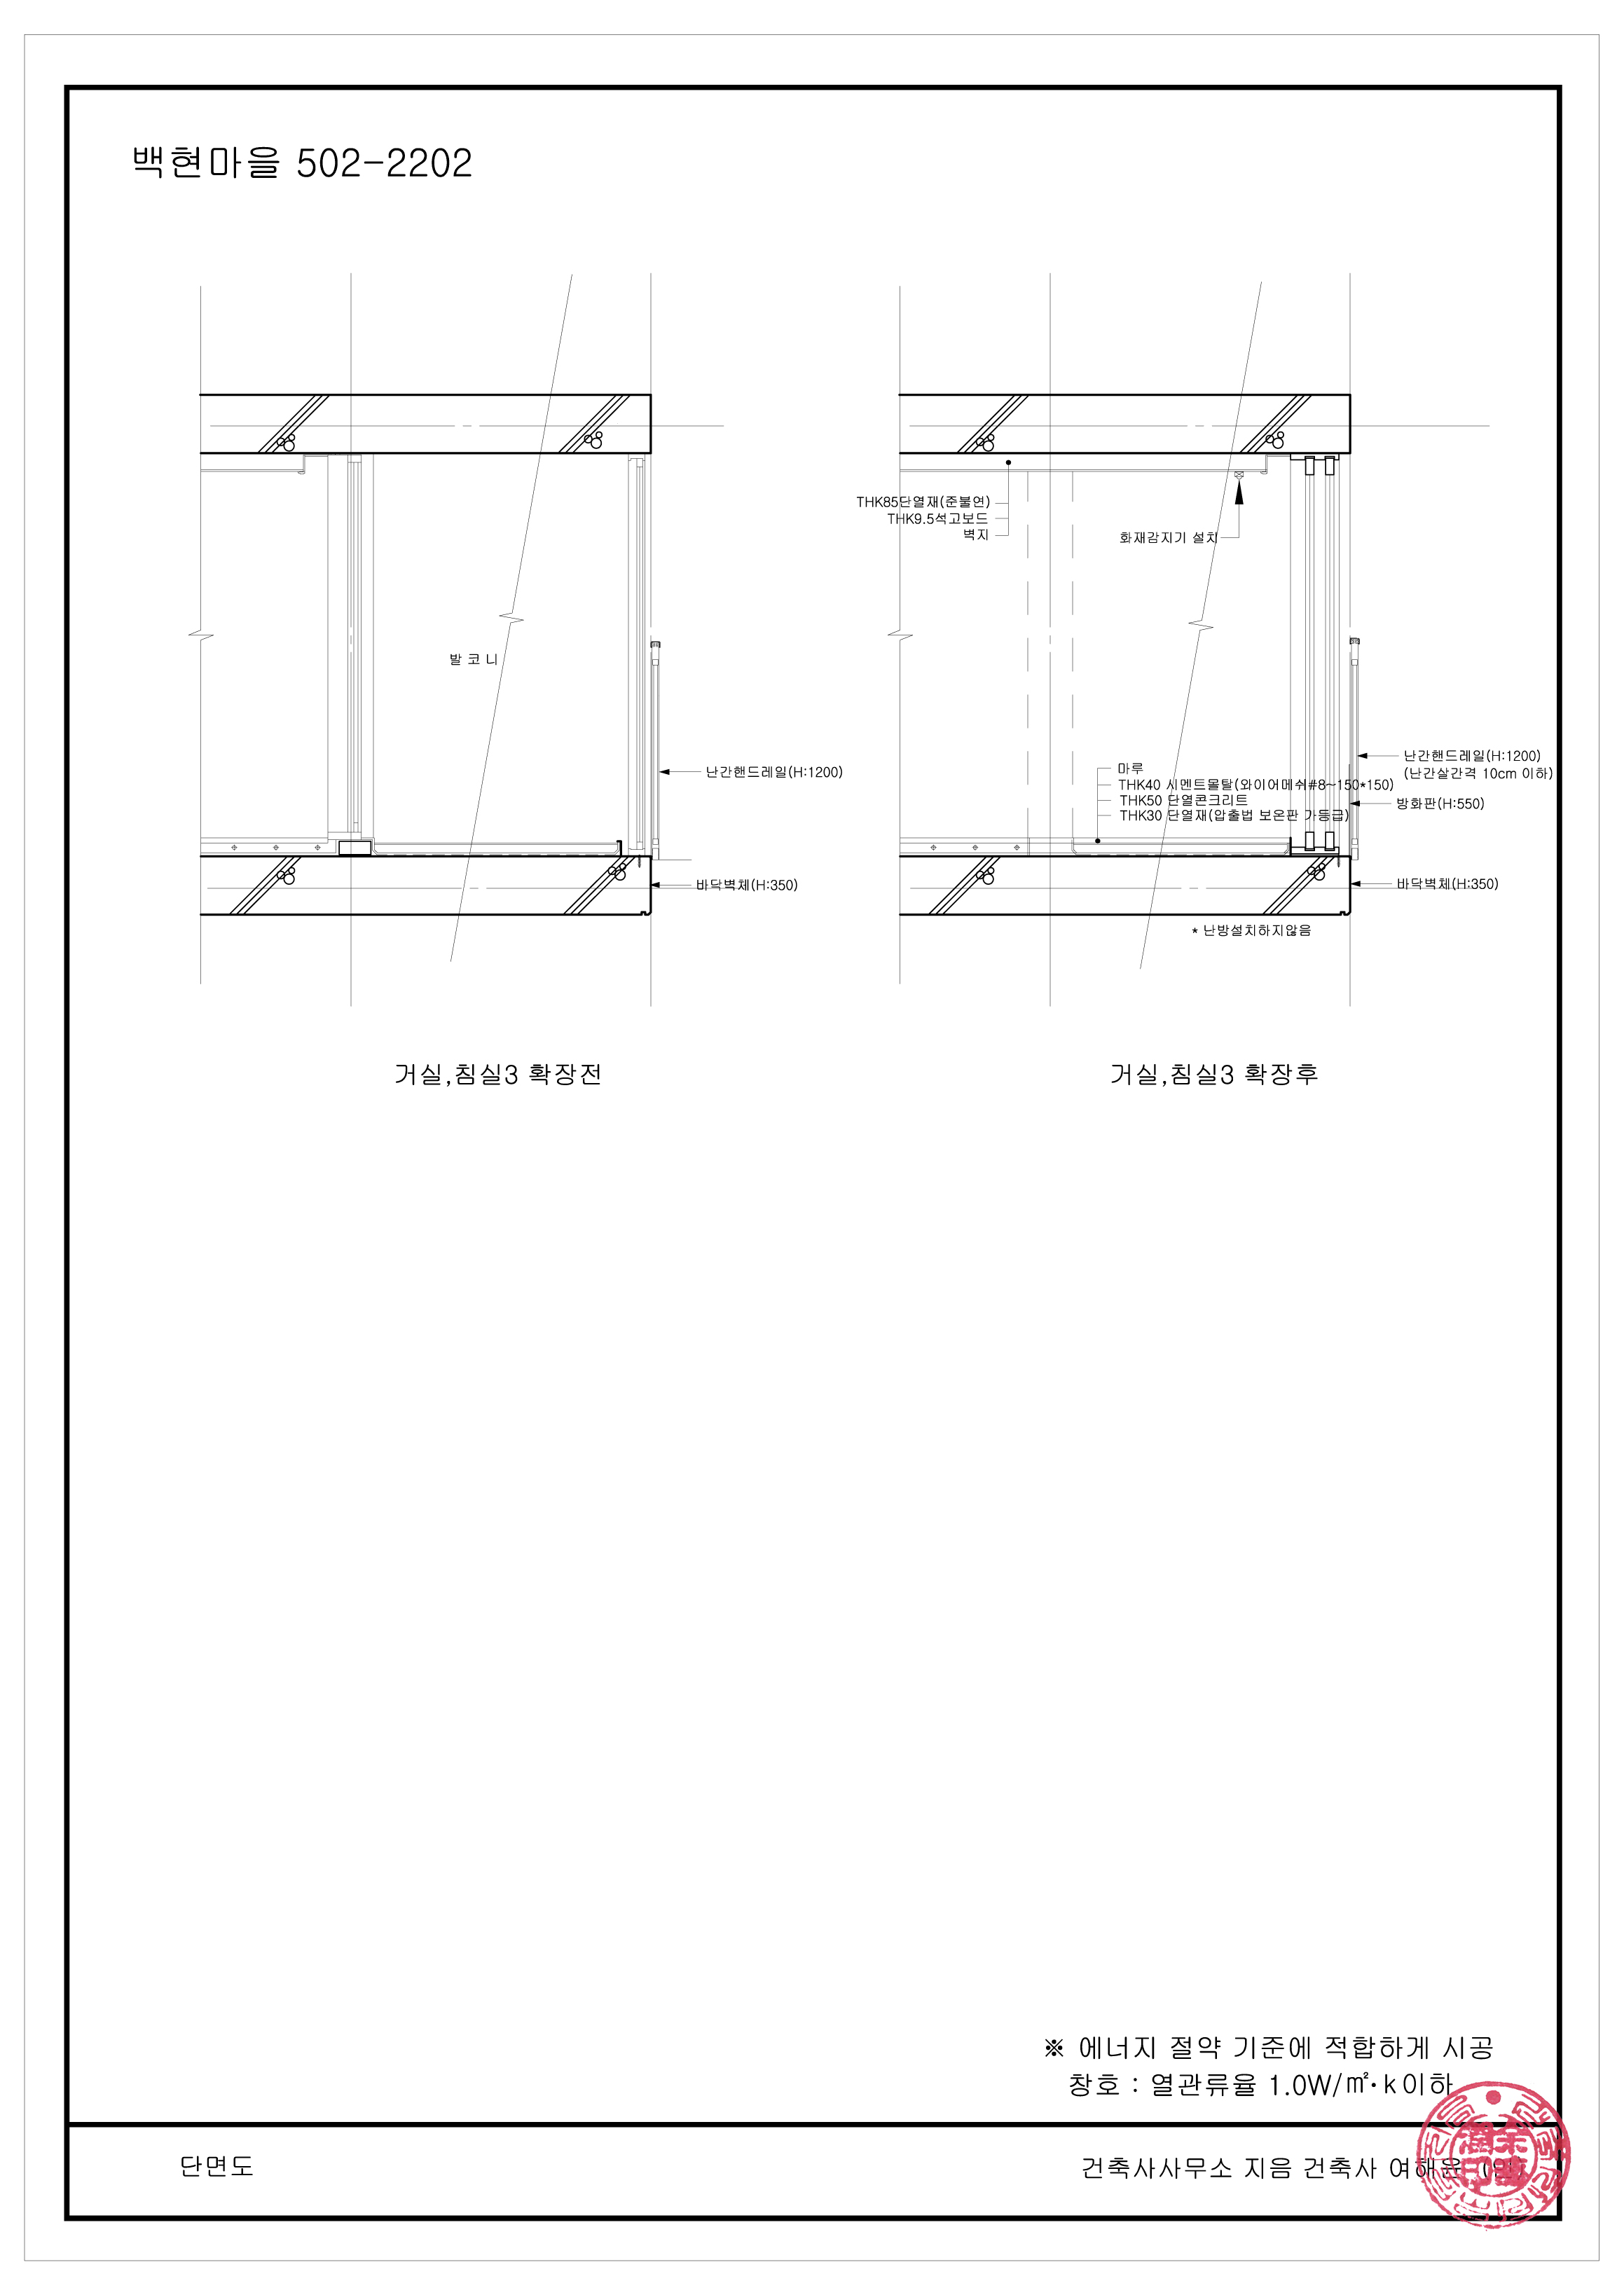 백현마을 502-2202
THK85단열재(준불연)
THK9.5석고보드
벽지
화재감지기 설치
발 코 니
난간핸드레일(H:1200)
바닥벽체(H:350)
마루
THK40 시멘트몰탈(와이어메쉬#8~150*150)
THK50 단열콘크리트
THK30 단열재(압출법 보온판 가등급)
난간핸드레일(H:1200)
(난간살간격 10cm 이하)
방화판(H:550)
바닥벽체(H:350)
* 난방설치하지않음
거실,침실3 확장전
거실,침실3 확장후
※ 에너지 절약 기준에 적합하게 시공
창호 : 열관류율 1.0W/㎡·k이하
단면도
건축사사무소 지음 건축사 여해윤 (인)